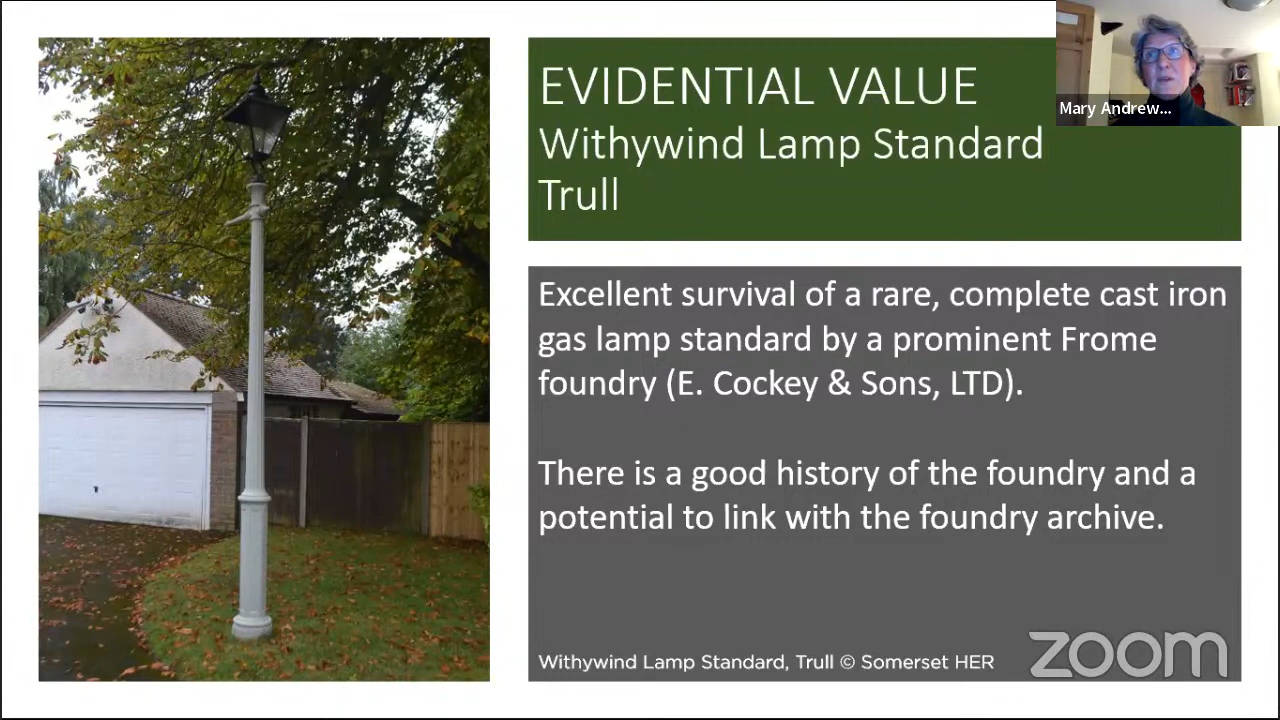 EVIDENTIAL VALUE
Withywind Lamp Standard
Trull
Mary Andrew...
Excellent survival of a rare, complete cast iron
gas lamp standard by a prominent Frome
foundry (E. Cockey & Sons, LTD).
There is a good history of the foundry and a
potential to link with the foundry archive.
Withywind Lamp Standard, Trull © Somerset HER
zoom